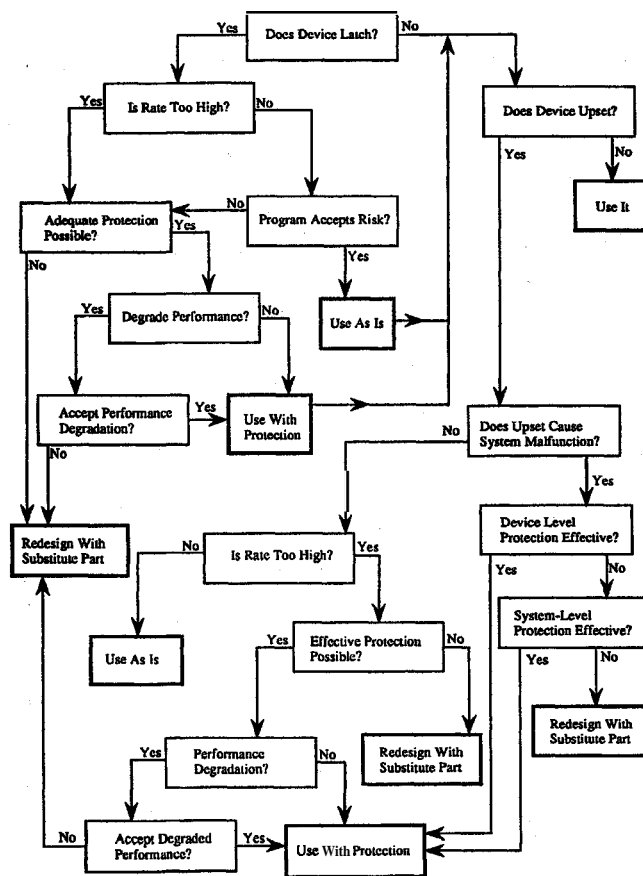 Does Device Latch?
Yes
No
Is Rate Too High?
Yes
No
Does Device Upset?
Yes
No
Use It
Adequate Protection
Possible?
No
Yes
Program Accepts Risk?
No
Yes
Use As Is
Degrade Performance?
Yes
No
Accept Performance
Degradation?
Yes
No
Use With
Protection
Does Upset Cause
System Malfunction?
No
Yes
Redesign With
Substitute Part
Is Rate Too High?
No
Yes
Device Level
Protection Effective?
Yes
No
Use As Is
Effective Protection
Possible?
Yes
No
System-Level
Protection Effective?
Yes
No
Redesign With
Substitute Part
Performance
Degradation?
Yes
No
Redesign With
Substitute Part
Accept Degraded
Performance?
No
Yes
Use With Protection